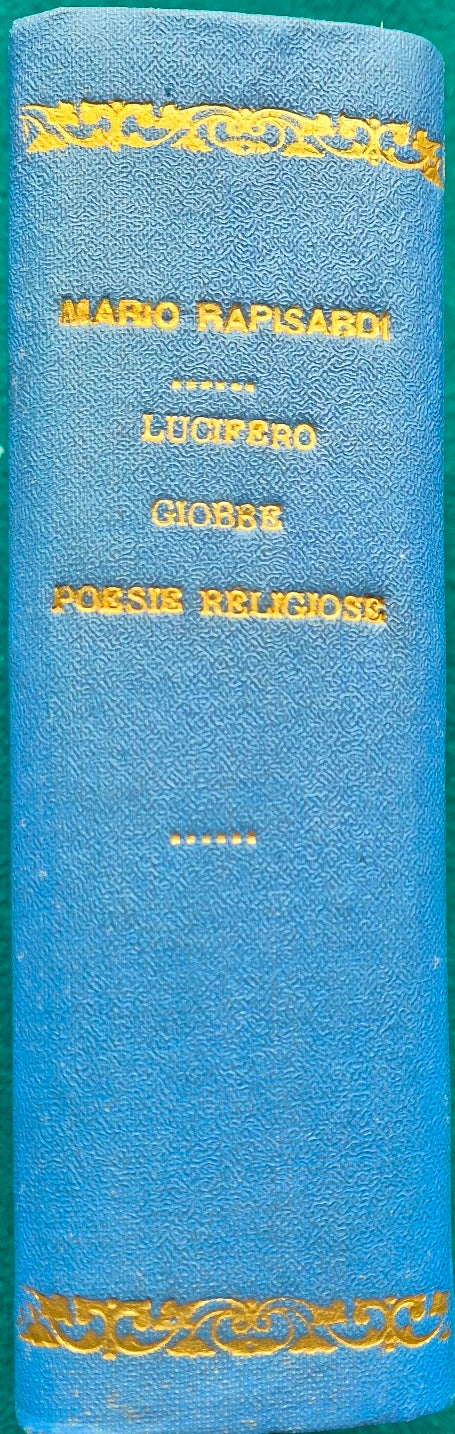 MARIO RAPISARDI
......
LUCIFERO
GIOBBE
POESIE RELIGIOSE
......